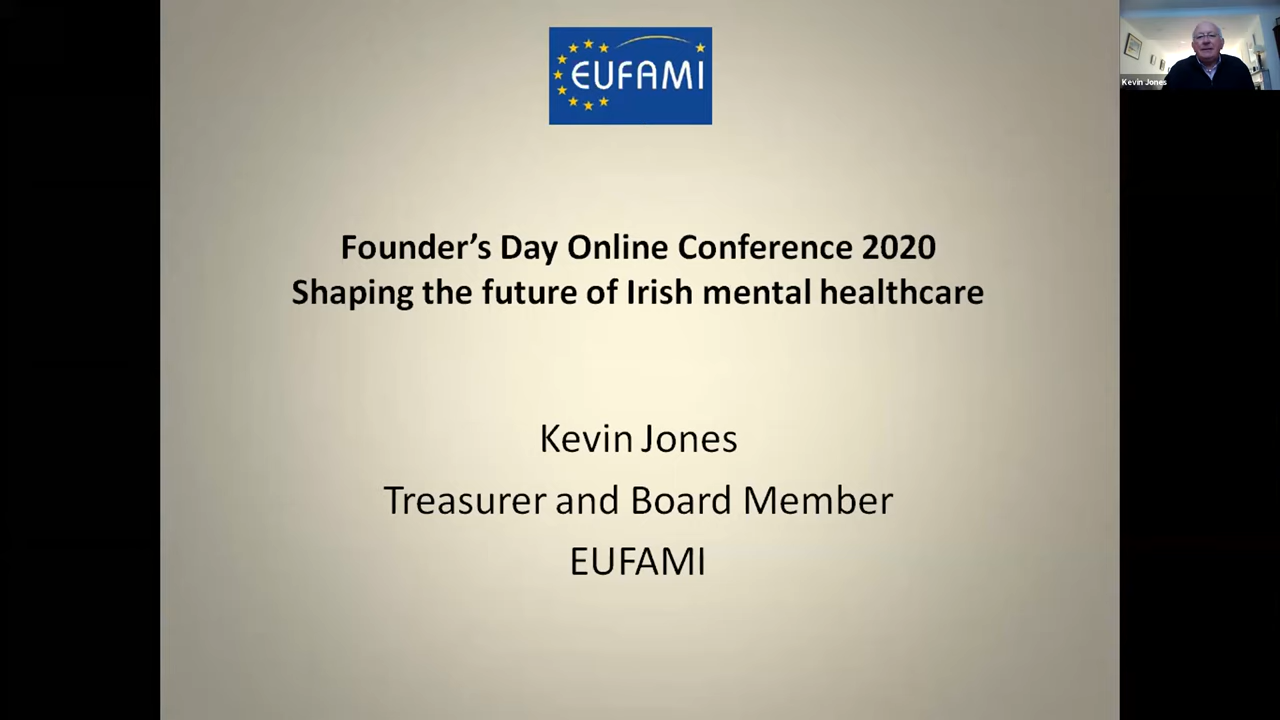 EUFAMI
Kevin Jones
Founder's Day Online Conference 2020
Shaping the future of Irish mental healthcare
Kevin Jones
Treasurer and Board Member
EUFAMI